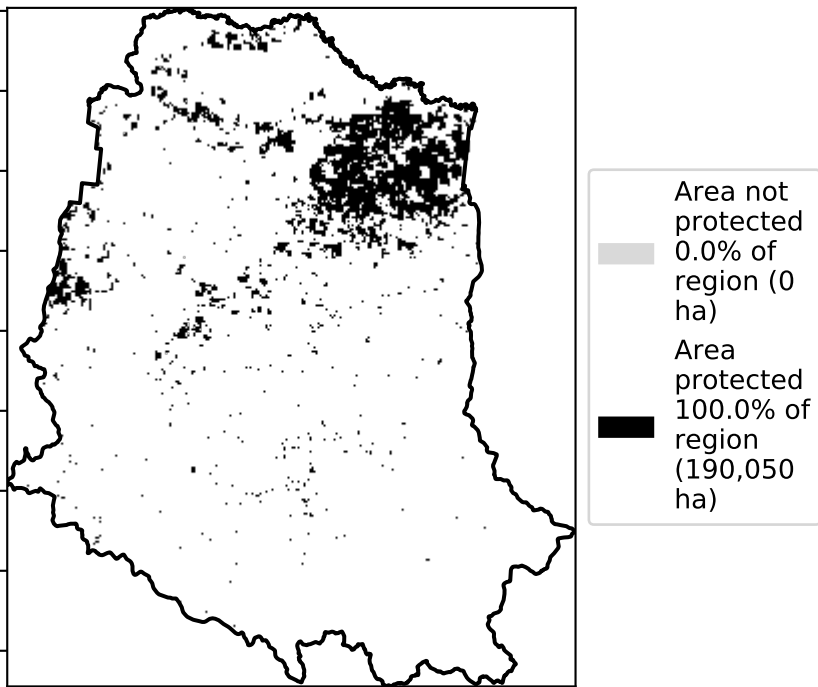 Area not
protected
0.0% of
region (0
ha)
Area
protected
100.0% of
region
(190,050
ha)